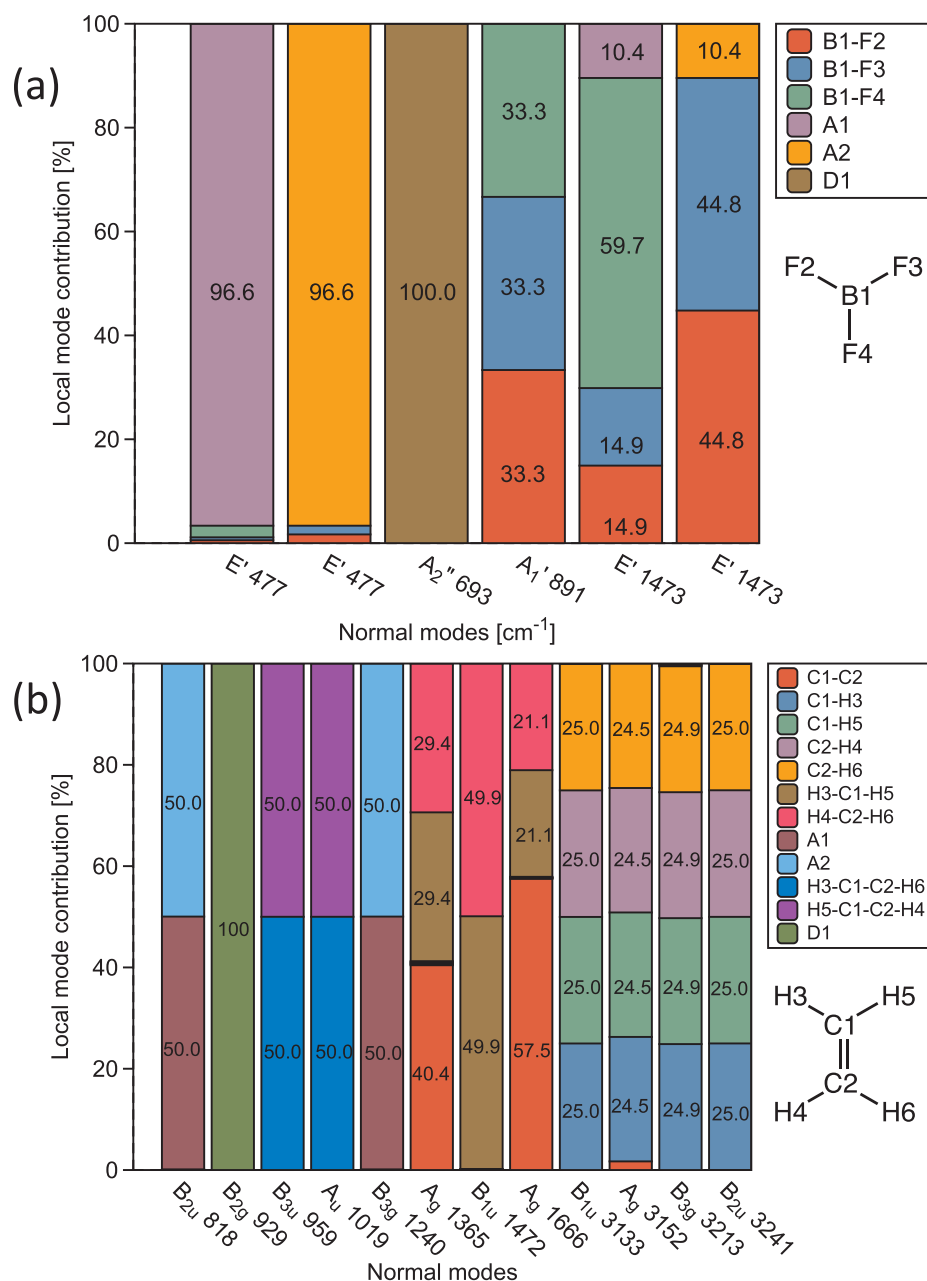 (a)
Local mode contribution [%]
100
80
60
40
20
0
96.6
96.6
100.0
33.3
33.3
33.3
10.4
59.7
14.9
14.9
10.4
44.8
44.8
E' 477
E' 477
A2" 693
A1' 891
E' 1473
E' 1473
Normal modes [cm-1]
B1-F2
B1-F3
B1-F4
A1
A2
D1
F2 F3
B1
F4
(b)
Local mode contribution [%]
100
80
60
40
20
0
50.0
50.0
100
50.0
50.0
50.0
50.0
50.0
50.0
29.4
29.4
40.4
49.9
49.9
21.1
21.1
57.5
25.0
25.0
25.0
25.0
24.5
24.5
24.5
24.5
24.9
24.9
24.9
24.9
25.0
25.0
25.0
25.0
B2u 818
B2g 929
B3u 959
Au 1019
B3g 1240
Ag 1365
B1u 1472
Ag 1666
B1u 3133
Ag 3152
B3g 3213
B2u 3241
Normal modes
C1-C2
C1-H3
C1-H5
C2-H4
C2-H6
H3-C1-H5
H4-C2-H6
A1
A2
H3-C1-C2-H6
H5-C1-C2-H4
D1
H3 H5
C1
C2
H4 H6